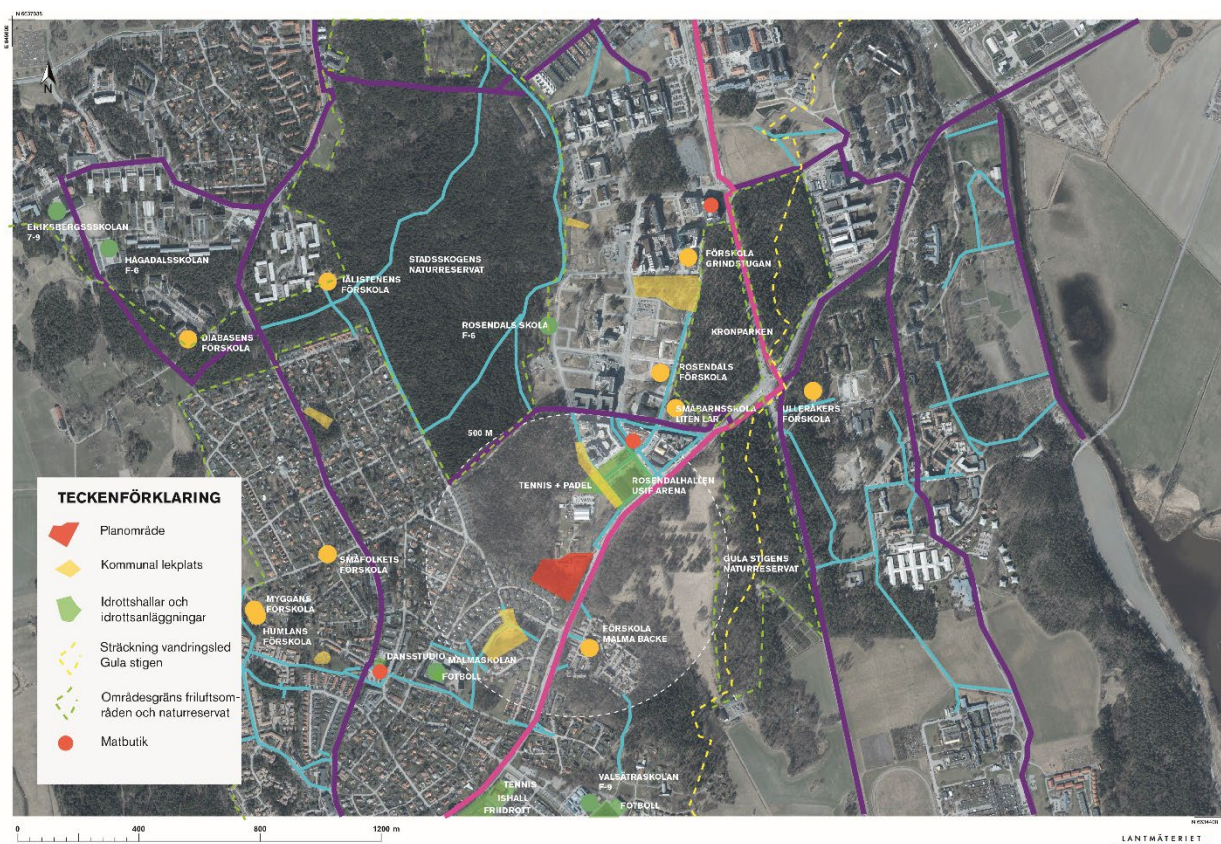 N
ERIKSBERGSSKOLAN
7-9
HÅGADALSSKOLAN
F-6
STADSSKOGENS
NATURRESERVAT
FÖRSKOLA
GRINDSTUGAN
TÄLJSTENENS
FÖRSKOLA
DIABASENS
FÖRSKOLA
ROSENDALS SKOLA
F-6
KRONPARKEN
ROSENDALS
FÖRSKOLA
SMÅBARNSSKOLA
LITEN LÄR
ULLERÅKERS
FÖRSKOLA
500 M
TENNIS + PADEL
ROSENDALHALLEN
USIF ARENA
GULA STIGENS
NATURRESERVAT
SMÅFOLKETS
FÖRSKOLA
MYGGANS
FÖRSKOLA
HUMLANS
FÖRSKOLA
DANSSTUDIO
MALMASKOLAN
FOTBOLL
FÖRSKOLA
MALMA BACKE
TENNIS
ISHALL
FRIIDROTT
VALSÄTRASKOLAN
F-9
FOTBOLL
TECKENFÖRKLARING
Planområde
Kommunal lekplats
Idrottshallar och
idrottsanläggningar
Sträckning vandringsled
Gula stigen
Områdesgräns friluftsom-
råden och naturreservat
Matbutik
0 400 800 1200 m
LANTMÄTERIET